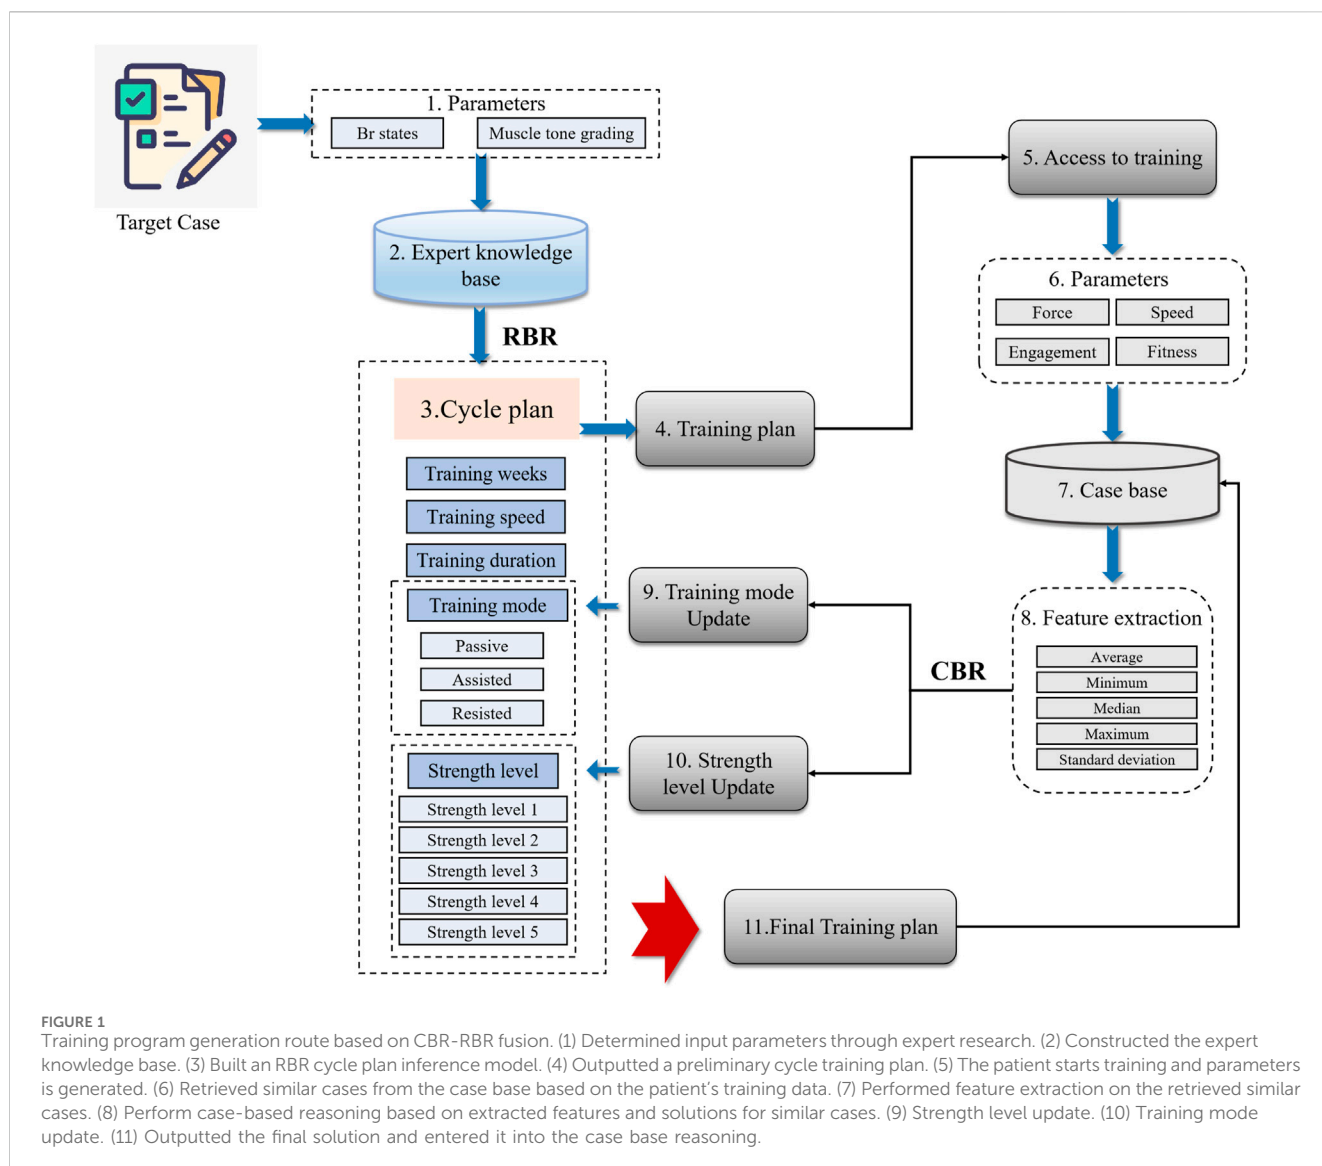 Target Case
1. Parameters
Br states
Muscle tone grading
2. Expert knowledge
base
RBR
3.Cycle plan
Training weeks
Training speed
Training duration
Training mode
Passive
Assisted
Resisted
Strength level
Strength level 1
Strength level 2
Strength level 3
Strength level 4
Strength level 5
4. Training plan
5. Access to training
6. Parameters
Force
Speed
Engagement
Fitness
7. Case base
8. Feature extraction
Average
Minimum
Median
Maximum
Standard deviation
CBR
9. Training mode
Update
10. Strength
level Update
11.Final Training plan
FIGURE 1
Training program generation route based on CBR-RBR fusion. (1) Determined input parameters through expert research. (2) Constructed the expert
knowledge base. (3) Built an RBR cycle plan inference model. (4) Outputted a preliminary cycle training plan. (5) The patient starts training and parameters
is generated. (6) Retrieved similar cases from the case base based on the patient's training data. (7) Performed feature extraction on the retrieved similar
cases. (8) Perform case-based reasoning based on extracted features and solutions for similar cases. (9) Strength level update. (10) Training mode
update. (11) Outputted the final solution and entered it into the case base reasoning.